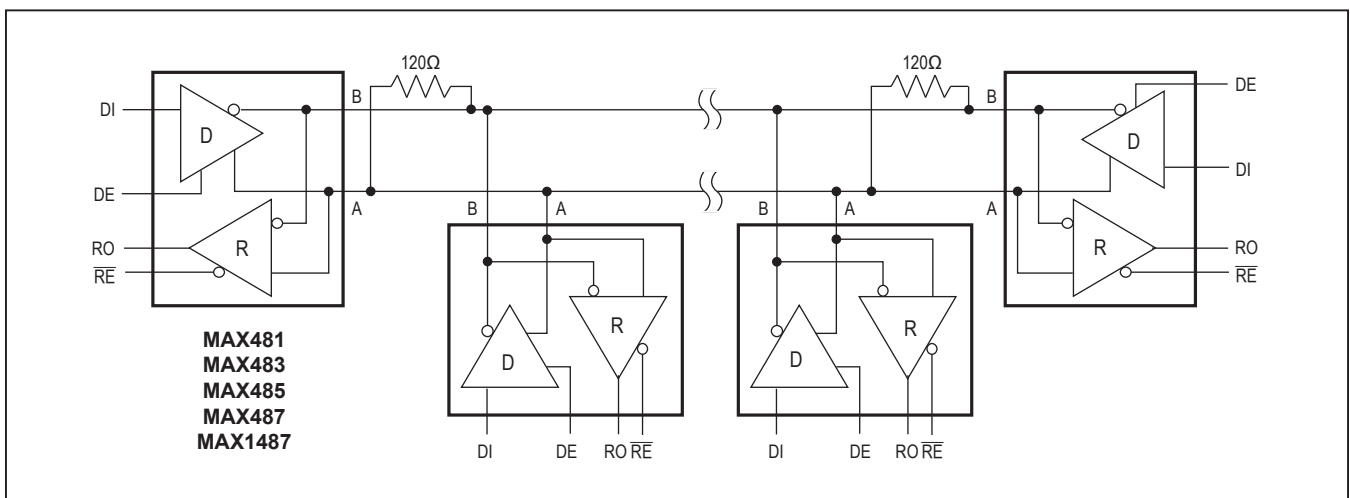 120Ω
120Ω
DI
D
B
DE
A
RO
R
RE
B
A
B
A
B
D
DE
DI
A
R
RO
RE
D
R
DI
DE
RO
RE
D
R
DI
DE
RO
RE
MAX481
MAX483
MAX485
MAX487
MAX1487